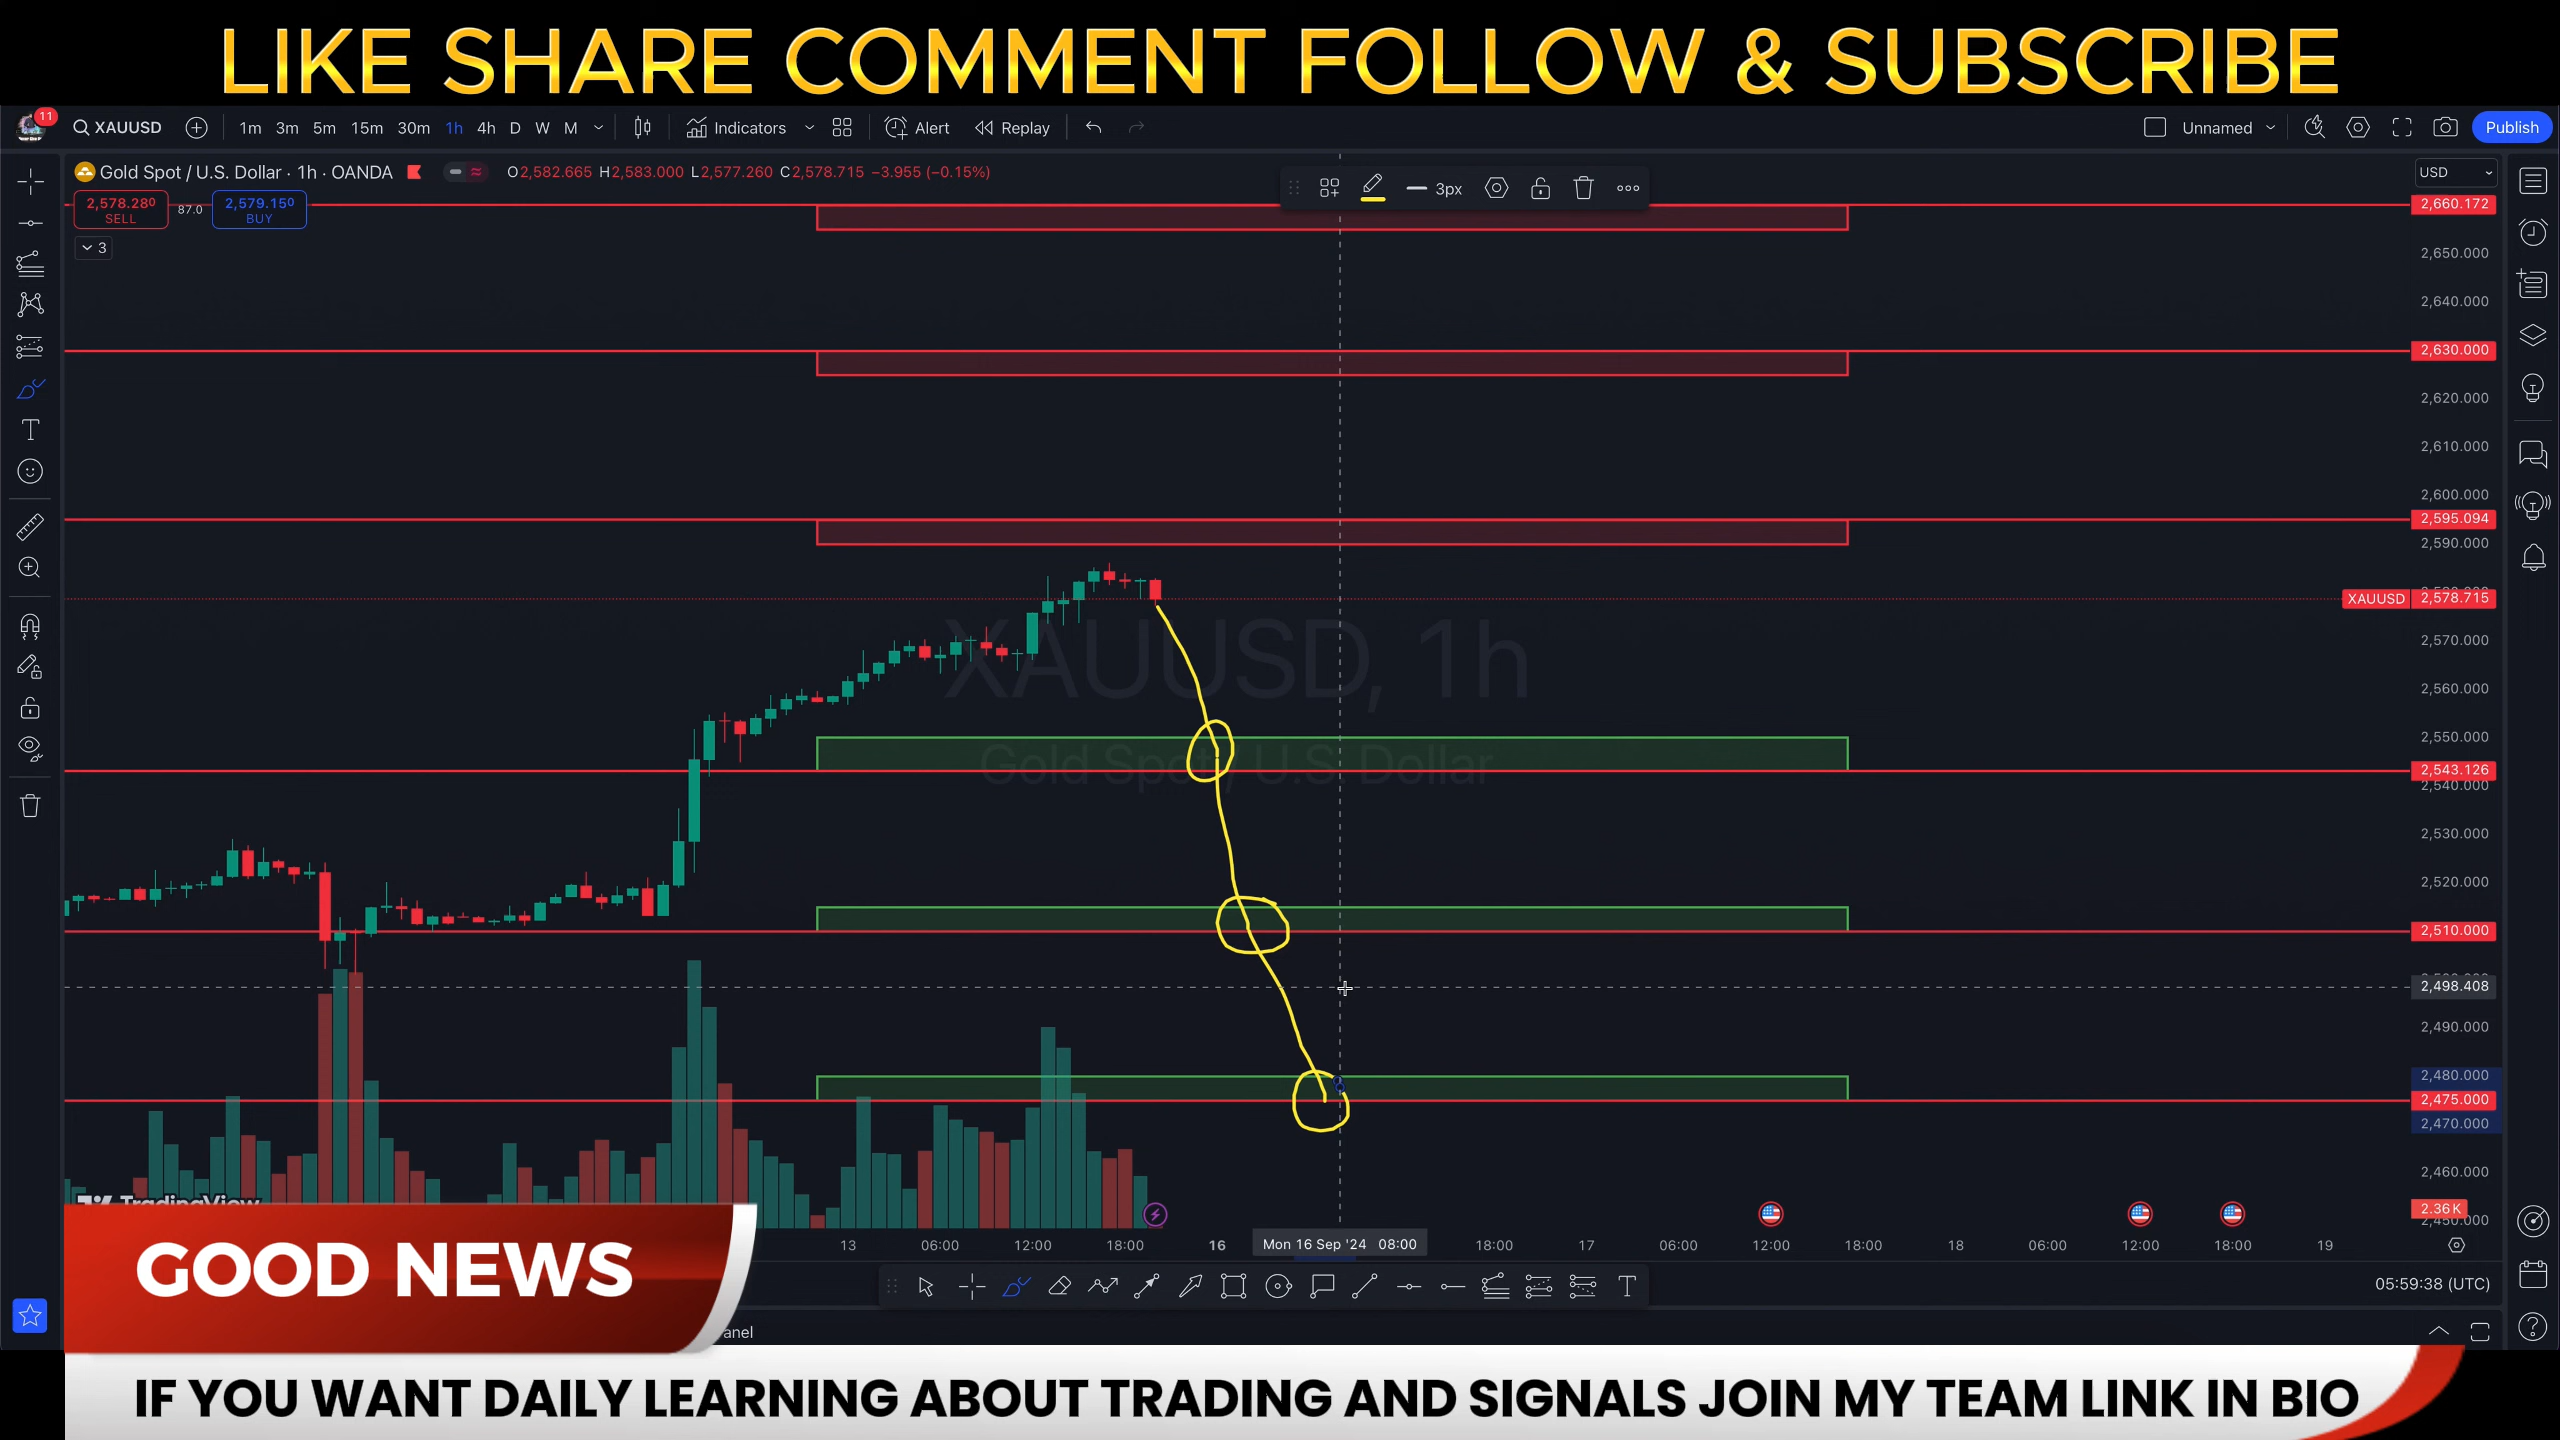 LIKE SHARE COMMENT FOLLOW & SUBSCRIBE
11
XAUUSD 1m 3m 5m 15m 30m 1h 4h D W M Indicators Alert Replay Unnamed Publish
Gold Spot / U.S. Dollar · 1h · OANDA O2,582.665 H2,583.000 L2,577.260 C2,578.715 −3.955 (−0.15%)
3px
USD
2,578.280 SELL
87.0
2,579.150 BUY
3
2,660.172
2,650.000
2,640.000
2,630.000
2,620.000
2,610.000
2,600.000
2,595.094
2,590.000
XAUUSD 2,578.715
2,570.000
2,560.000
2,550.000
2,543.126
2,540.000
2,530.000
2,520.000
2,510.000
2,498.408
2,490.000
2,480.000
2,475.000
2,470.000
2,460.000
2.36K
2,450.000
XAUUSD, 1h
Gold Spot / U.S. Dollar
TradingView
13 06:00 12:00 18:00 16 Mon 16 Sep '24 08:00 18:00 17 06:00 12:00 18:00 18 06:00 12:00 18:00 19
05:59:38 (UTC)
anel
GOOD NEWS
IF YOU WANT DAILY LEARNING ABOUT TRADING AND SIGNALS JOIN MY TEAM LINK IN BIO